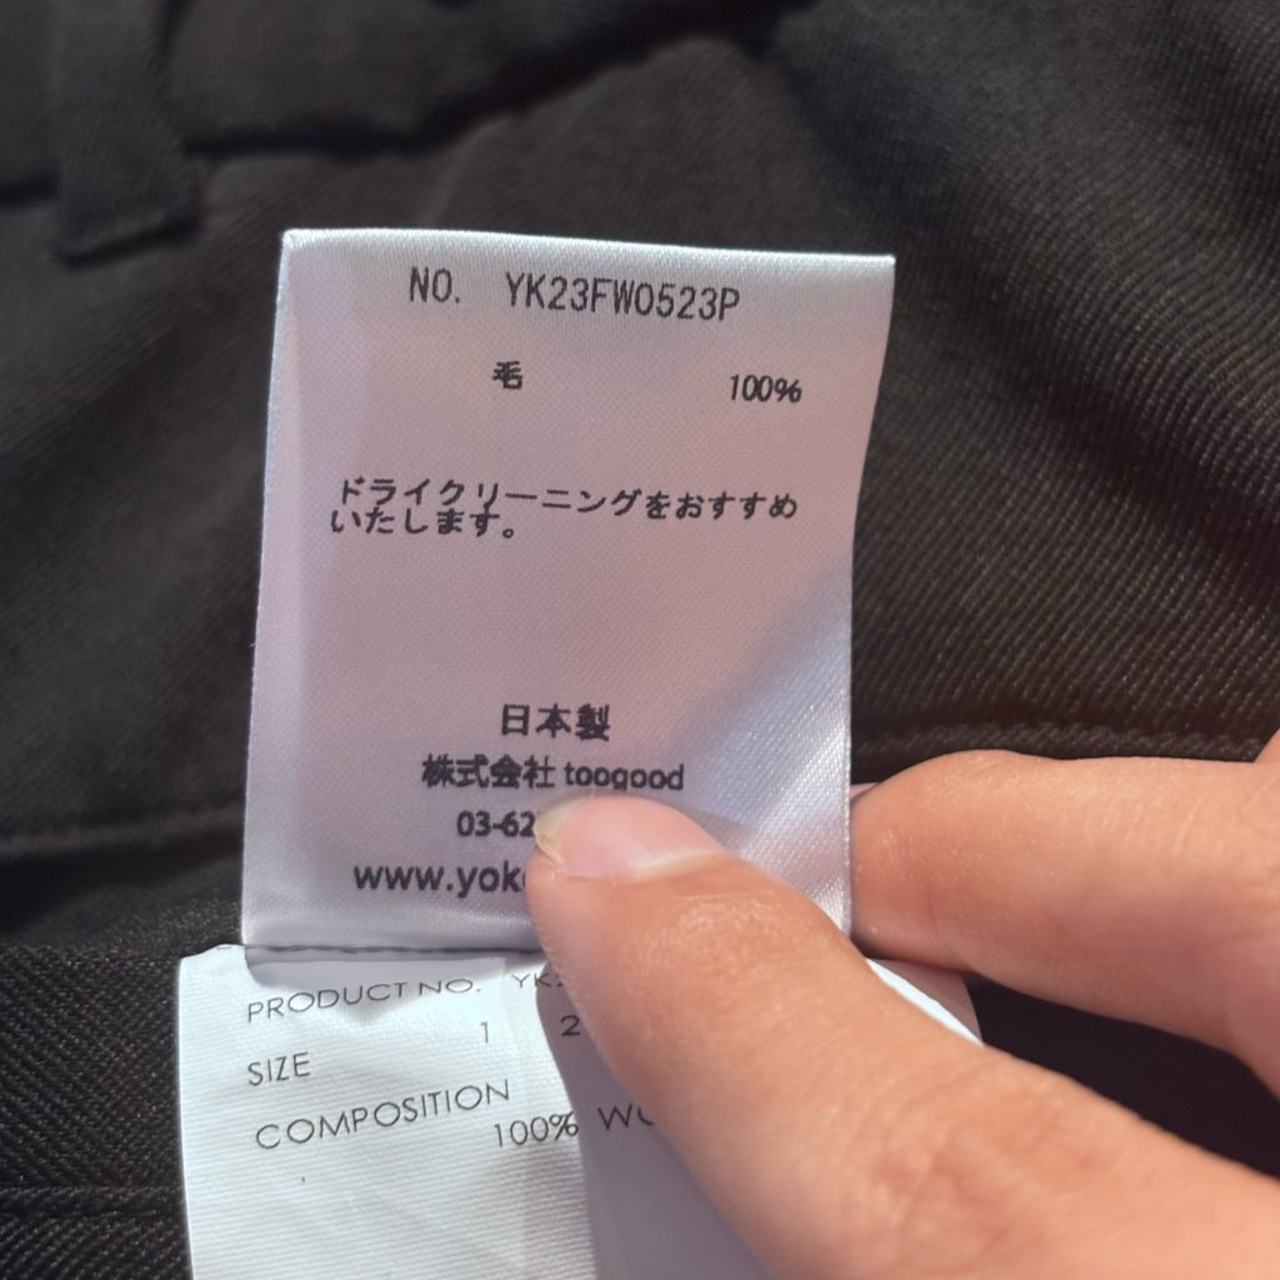 NO. YK23FW0523P
毛 100%
ドライクリーニングをおすすめ
いたします。
日本製
株式会社 toogood
03-62
www.yok
PRODUCT NO. YK
SIZE 1 2
COMPOSITION
100%